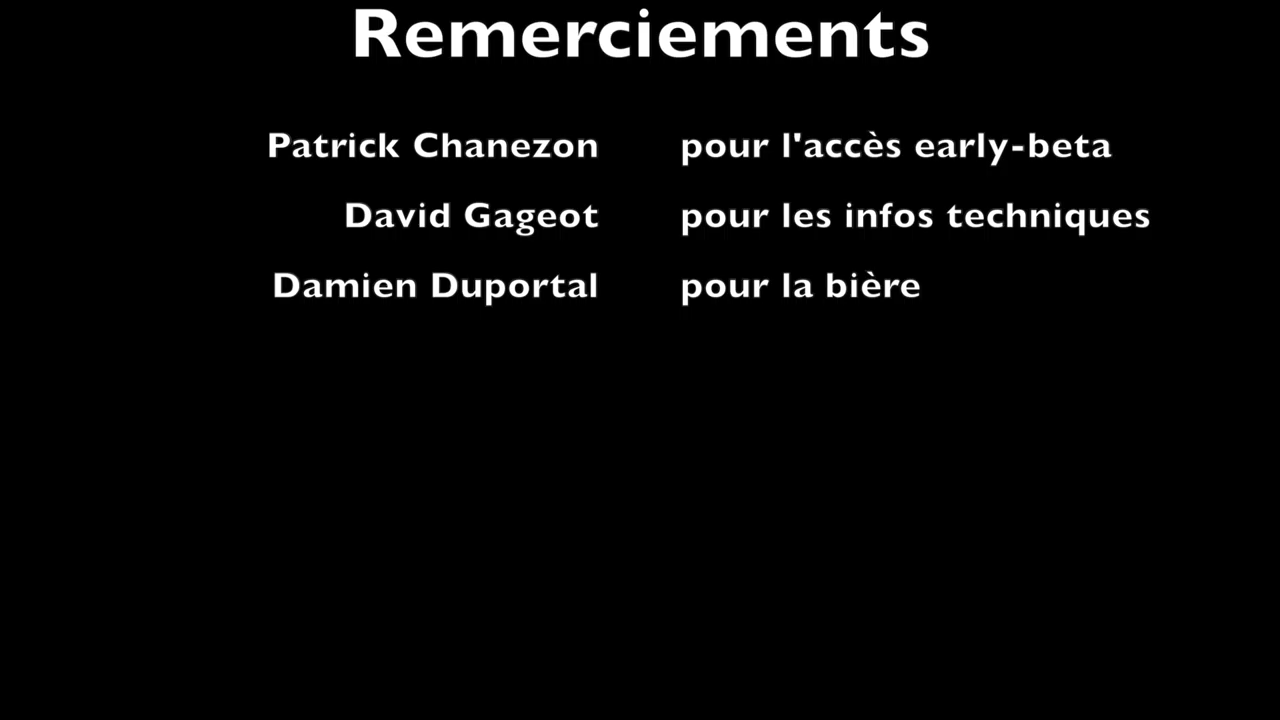 Remerciements
Patrick Chanezon pour l'accès early-beta
David Gageot pour les infos techniques
Damien Duportal pour la bière